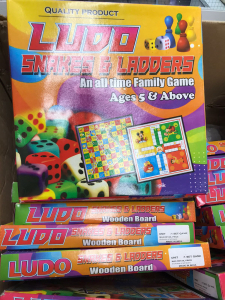 QUALITY PRODUCT
LUDO
SNAKES & LADDERS
An all time Family Game
Ages 5 & Above
LUDO
SNAKES & LADDERS
Wooden Board
LUDO
SNAKES & LADDERS
Wooden Board
LUDO
SNAKES & LADDERS
Wooden Board